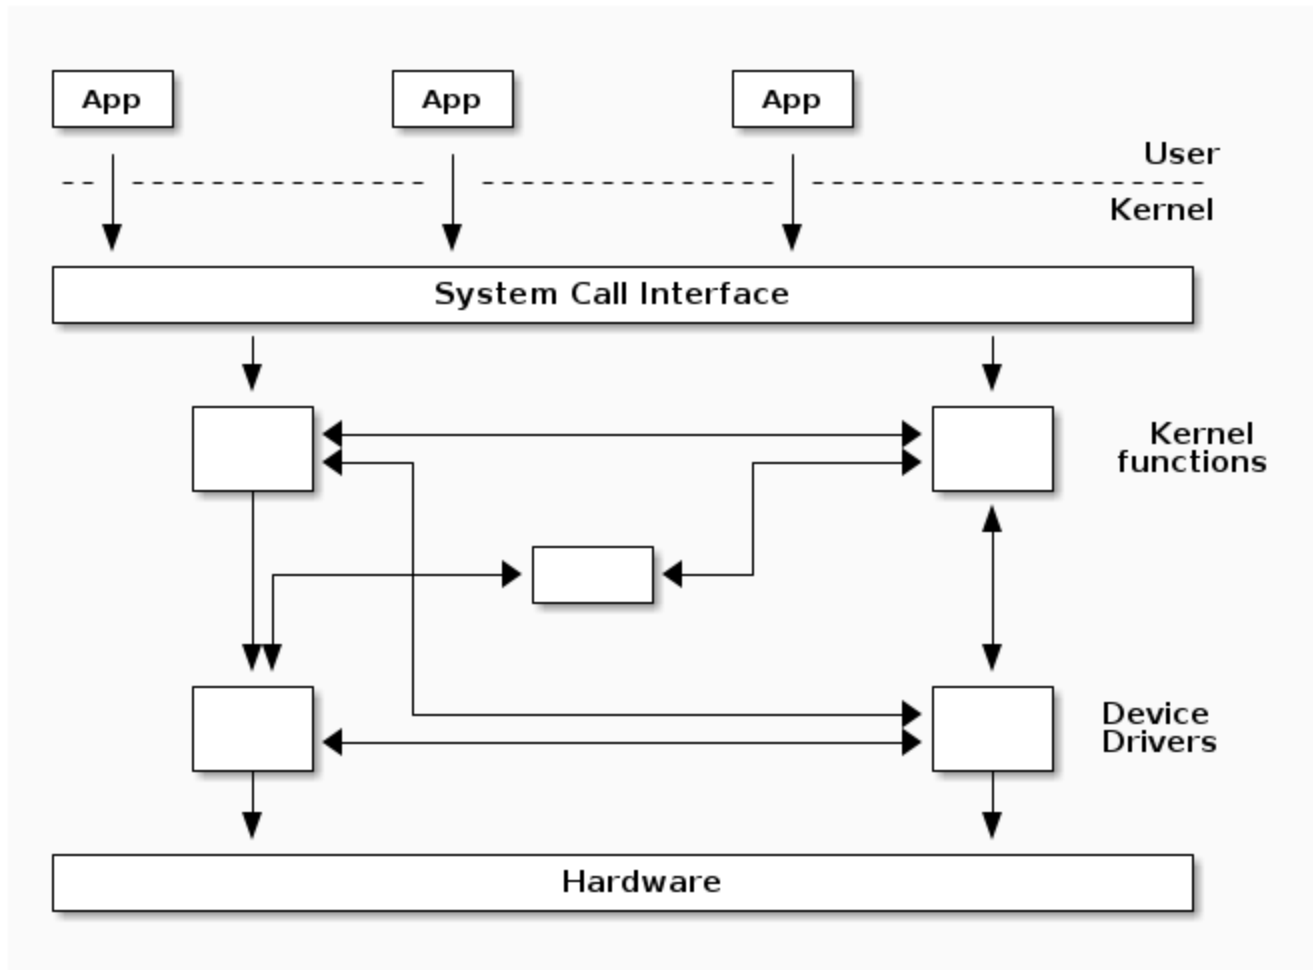 App
App
App
User
Kernel
System Call Interface
Kernel
functions
Device
Drivers
Hardware